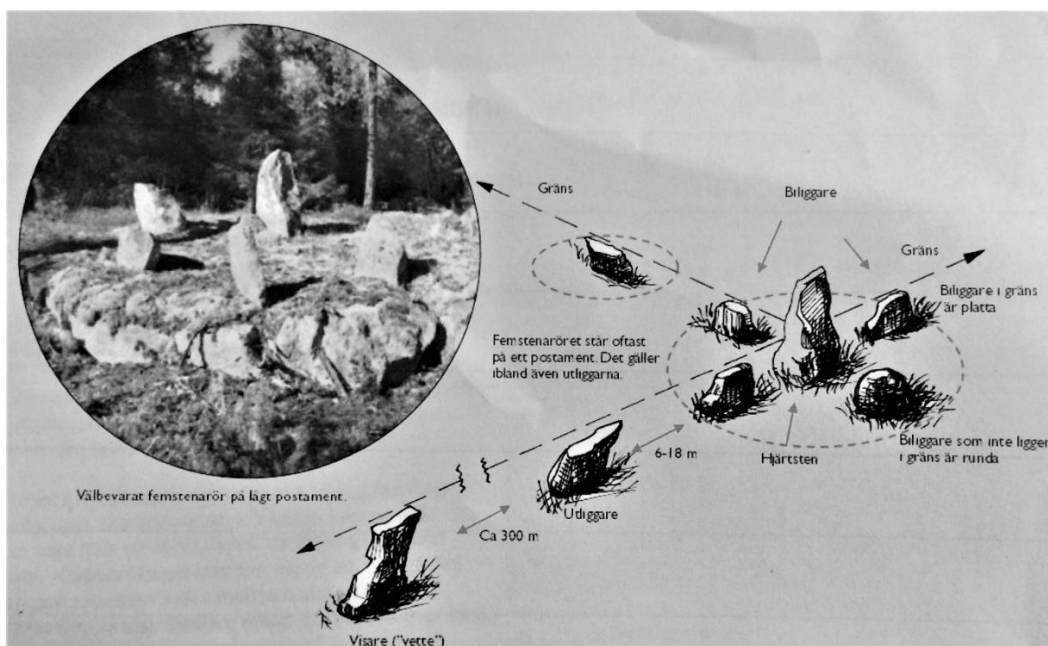 Gräns
Biliggare
Gräns
Biliggare i gräns
är platta
Femstenaröret står oftast
på ett postament. Det gäller
ibland även utliggarna.
Biliggare som inte ligger
i gräns är runda
6-18 m
Hjärtsten
Välbevarat femstenarör på lågt postament.
Utliggare
Ca 300 m
Visare ("vette")